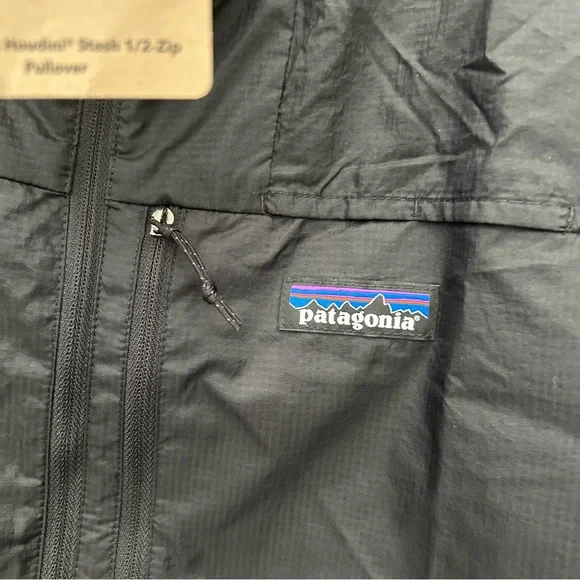 Houdini® Stash 1/2-Zip
Pullover
patagonia®